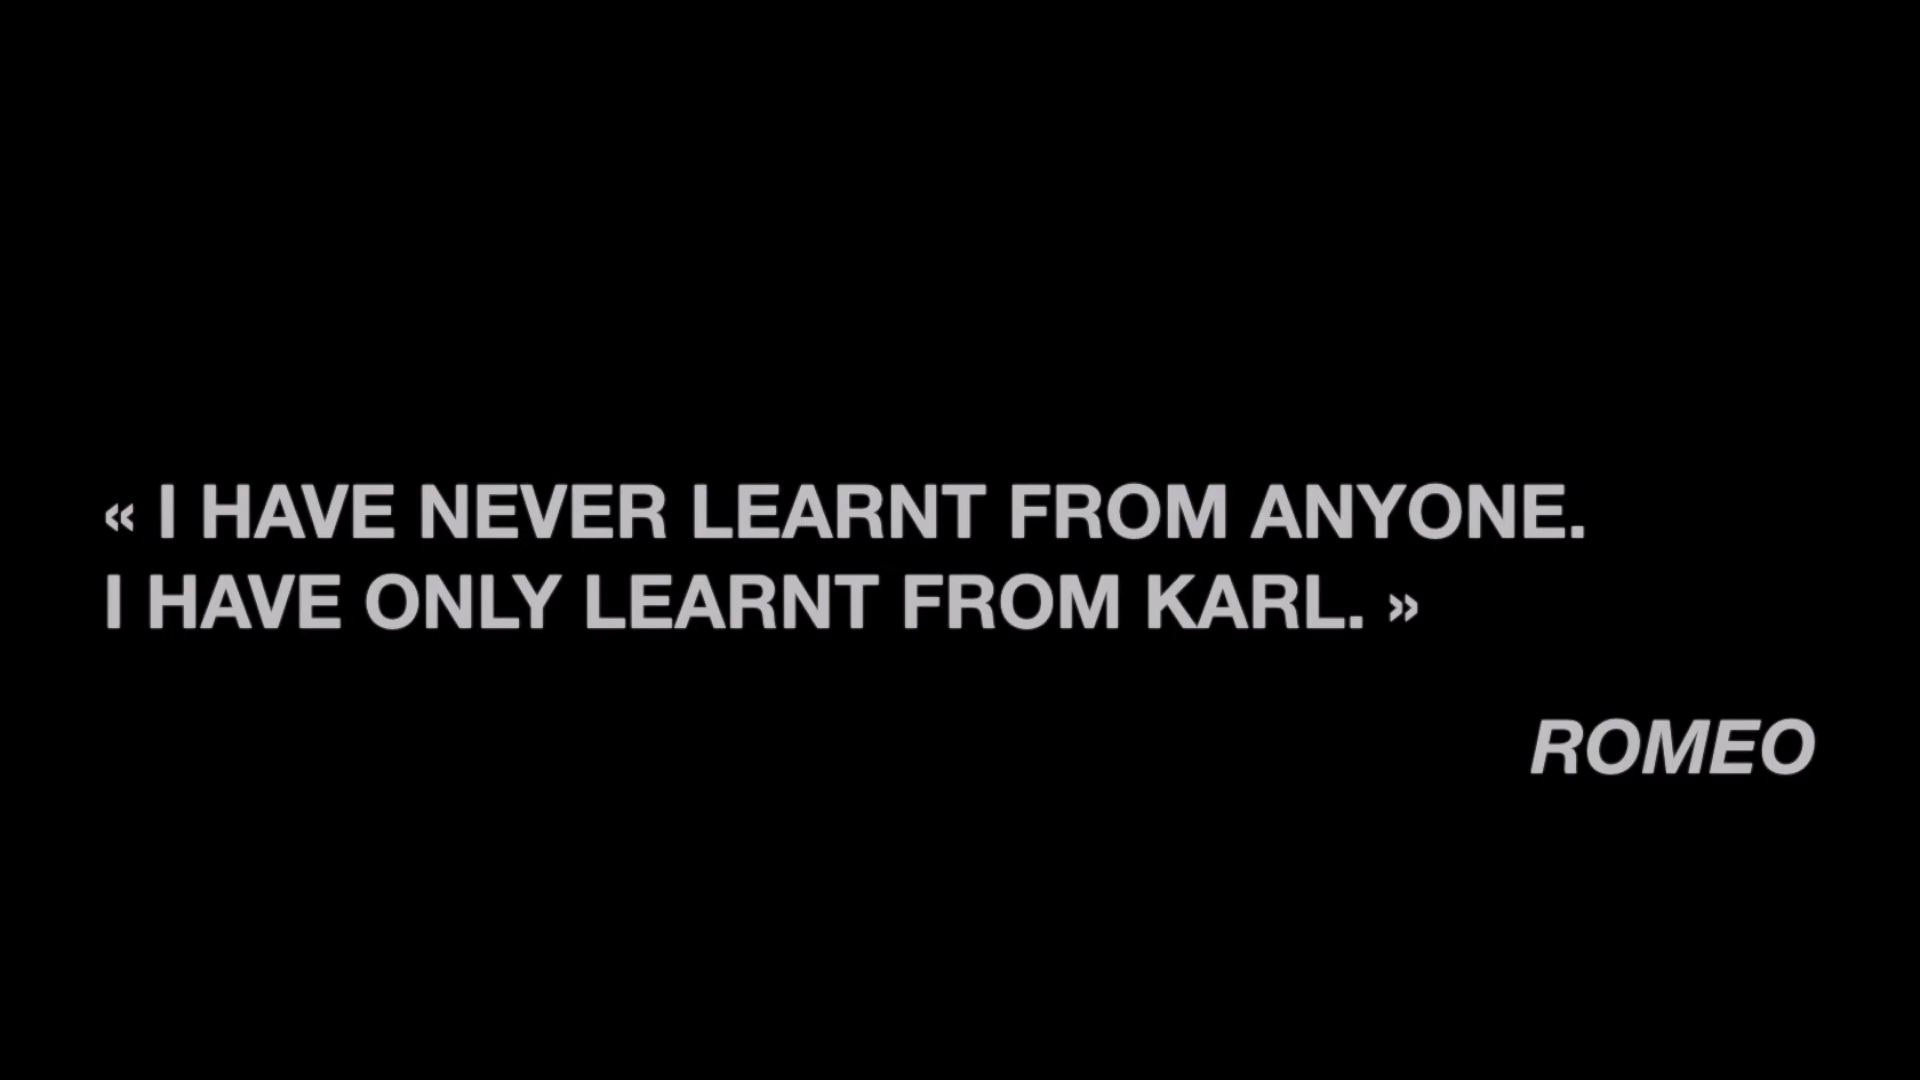 « I HAVE NEVER LEARNT FROM ANYONE.
I HAVE ONLY LEARNT FROM KARL. »
ROMEO